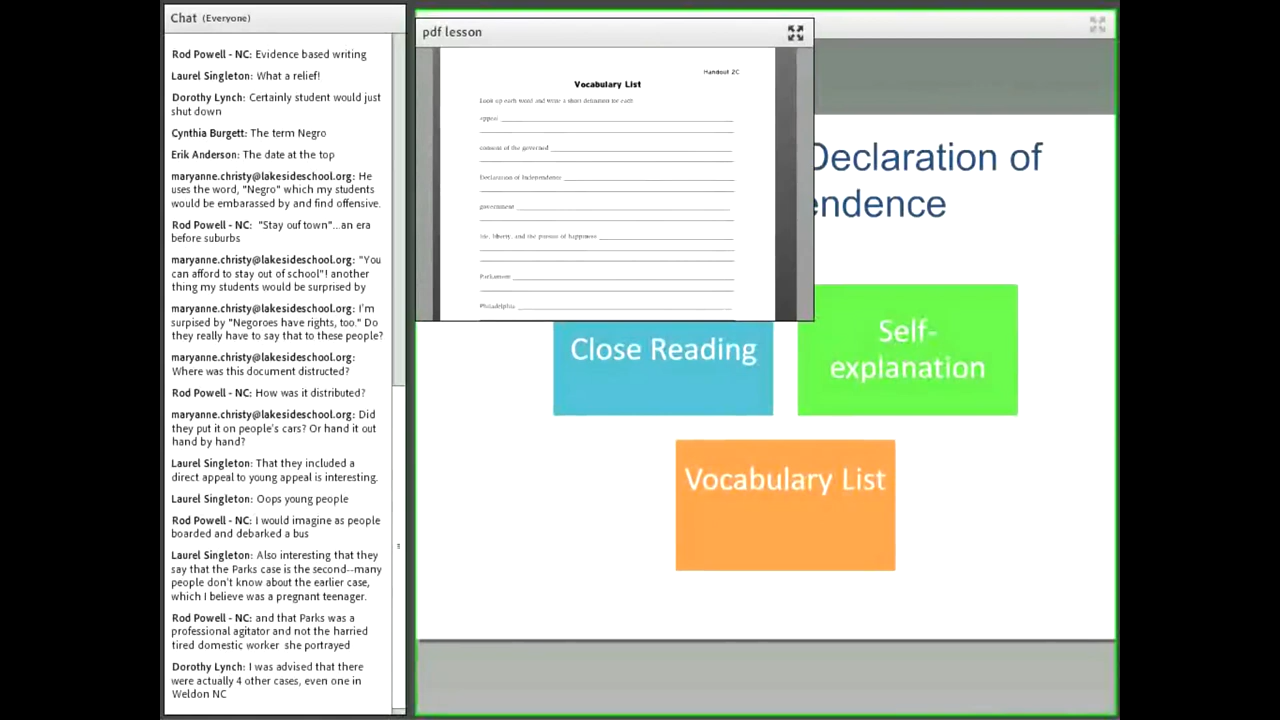 Chat (Everyone)
Rod Powell - NC: Evidence based writing
Laurel Singleton: What a relief!
Dorothy Lynch: Certainly student would just
shut down
Cynthia Burgett: The term Negro
Erik Anderson: The date at the top
maryanne.christy@lakesideschool.org: He
uses the word, "Negro" which my students
would be embarassed by and find offensive.
Rod Powell - NC: "Stay ouf town"...an era
before suburbs
maryanne.christy@lakesideschool.org: "You
can afford to stay out of school"! another
thing my students would be surprised by
maryanne.christy@lakesideschool.org: I'm
surpised by "Negroes have rights, too." Do
they really have to say that to these people?
maryanne.christy@lakesideschool.org:
Where was this document distructed?
Rod Powell - NC: How was it distributed?
maryanne.christy@lakesideschool.org: Did
they put it on people's cars? Or hand it out
hand by hand?
Laurel Singleton: That they included a
direct appeal to young appeal is interesting.
Laurel Singleton: Oops young people
Rod Powell - NC: I would imagine as people
boarded and debarked a bus
Laurel Singleton: Also interesting that they
say that the Parks case is the second--many
people don't know about the earlier case,
which I believe was a pregnant teenager.
Rod Powell - NC: and that Parks was a
professional agitator and not the harried
tired domestic worker she portrayed
Dorothy Lynch: I was advised that there
were actually 4 other cases, even one in
Weldon NC
pdf lesson
Handout 2C
Vocabulary List
Look up each word and write a short definition for each
appeal
consent of the governed
Declaration of Independence
government
life, liberty, and the pursuit of happiness
Parliament
Philadelphia
Declaration of
endence
Close Reading
Self-
explanation
Vocabulary List